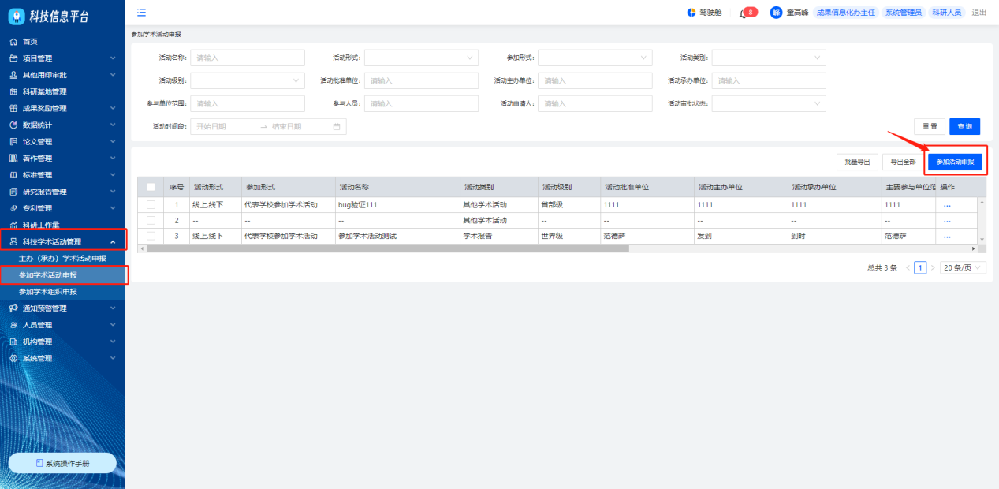 科技信息平台
驾驶舱 8 峰 童高峰 成果信息化办主任 系统管理员 科研人员 退出
首页
项目管理
其他用印审批
科研基地管理
成果奖励管理
数据统计
论文管理
著作管理
标准管理
研究报告管理
专利管理
科研工作量
科技学术活动管理
主办（承办）学术活动申报
参加学术活动申报
参加学术组织申报
通知预警管理
人员管理
机构管理
系统管理
系统操作手册
参加学术活动申报
活动名称: 请输入 活动形式: 参加形式: 活动类别:
活动级别: 活动批准单位: 请输入 活动主办单位: 请输入 活动承办单位: 请输入
参与单位范围: 请输入 参与人员: 请输入 活动申请人: 请输入 活动审批状态:
活动时间段: 开始日期 → 结束日期 重置 查询
批量导出 导出全部 参加活动申报
序号 活动形式 参加形式 活动名称 活动类别 活动级别 活动批准单位 活动主办单位 活动承办单位 主要参与单位范 操作
1 线上,线下 代表学校参加学术活动 bug验证111 其他学术活动 省部级 1111 1111 1111 1111 ...
2 -- -- -- 其他学术活动 -- -- -- -- -- ...
3 线上,线下 代表学校参加学术活动 参加学术活动测试 学术报告 世界级 范德萨 发到 到时 范德萨 ...
总共 3 条 < 1 > 20 条/页